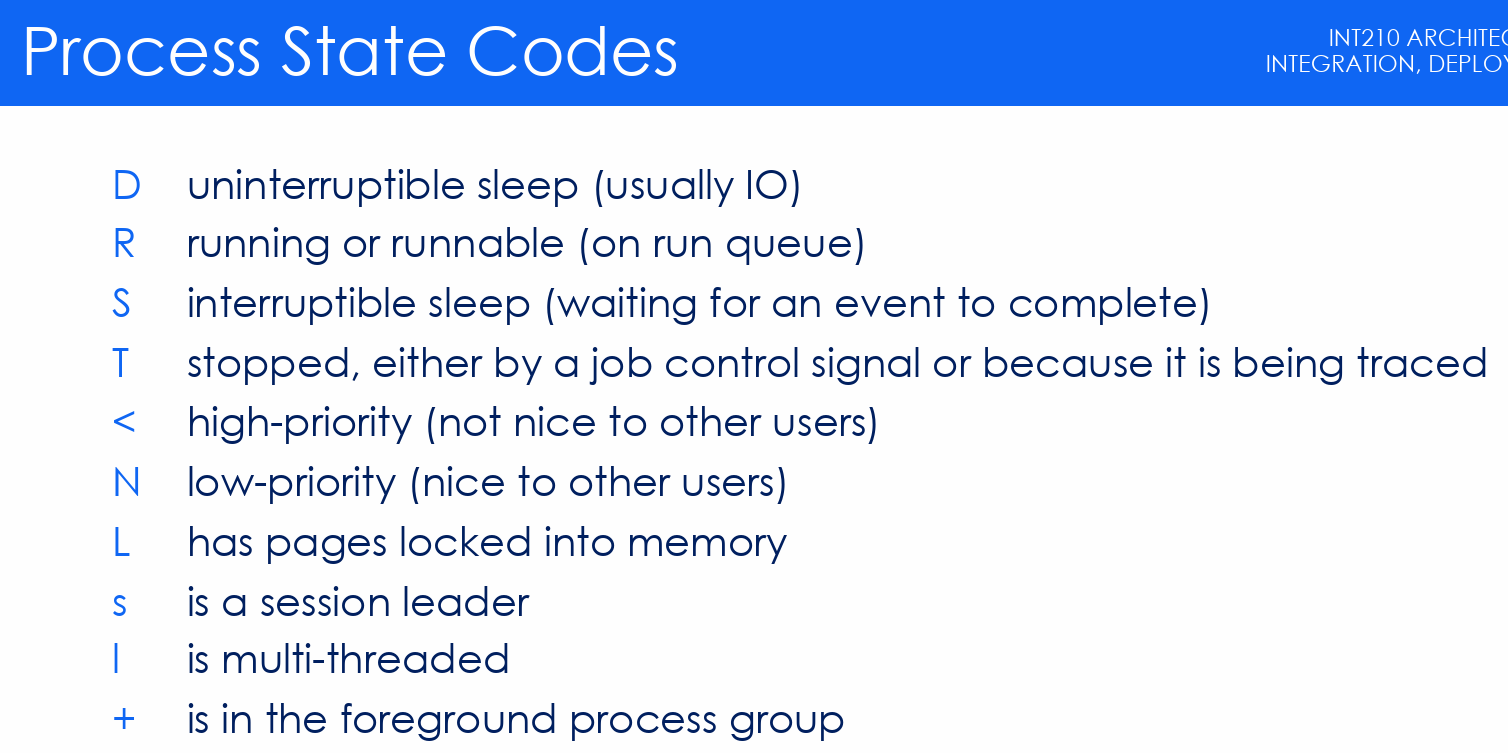 Process State Codes
INT210 ARCHITEC
INTEGRATION, DEPLOY
D uninterruptible sleep (usually IO)
R running or runnable (on run queue)
S interruptible sleep (waiting for an event to complete)
T stopped, either by a job control signal or because it is being traced
< high-priority (not nice to other users)
N low-priority (nice to other users)
L has pages locked into memory
s is a session leader
l is multi-threaded
+ is in the foreground process group